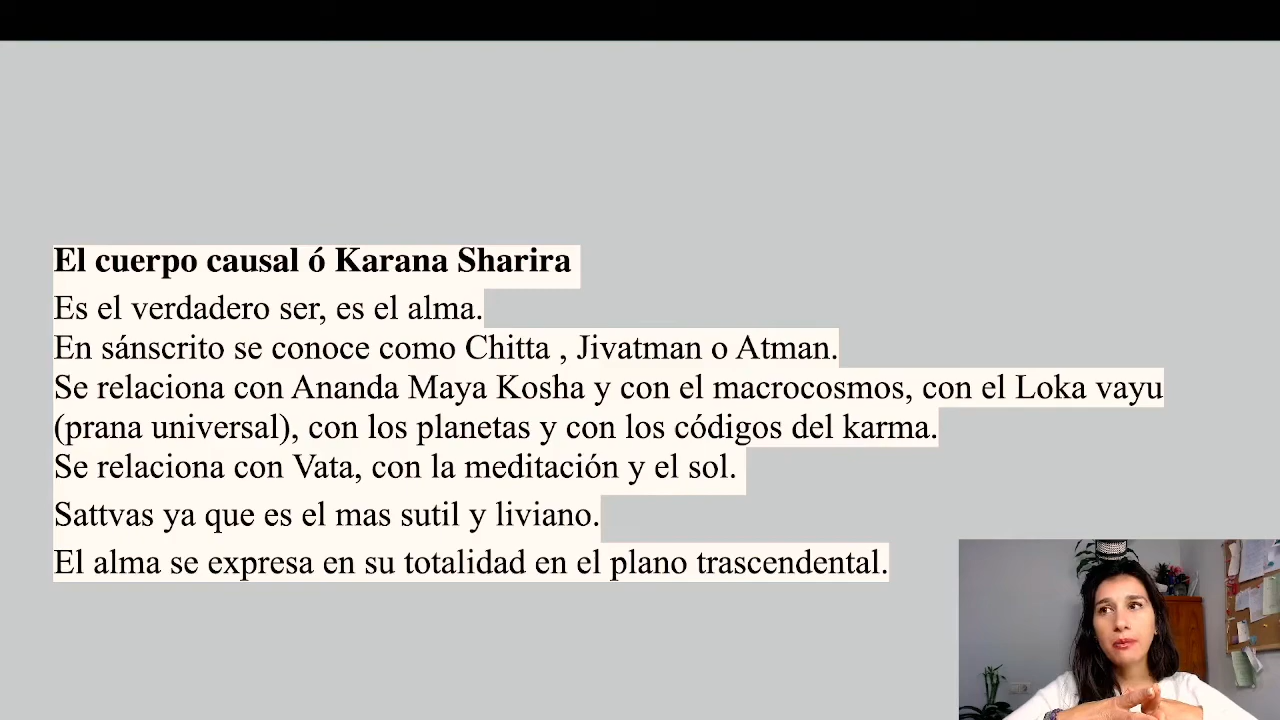 El cuerpo causal ó Karana Sharira
Es el verdadero ser, es el alma.
En sánscrito se conoce como Chitta , Jivatman o Atman.
Se relaciona con Ananda Maya Kosha y con el macrocosmos, con el Loka vayu
(prana universal), con los planetas y con los códigos del karma.
Se relaciona con Vata, con la meditación y el sol.
Sattvas ya que es el mas sutil y liviano.
El alma se expresa en su totalidad en el plano trascendental.